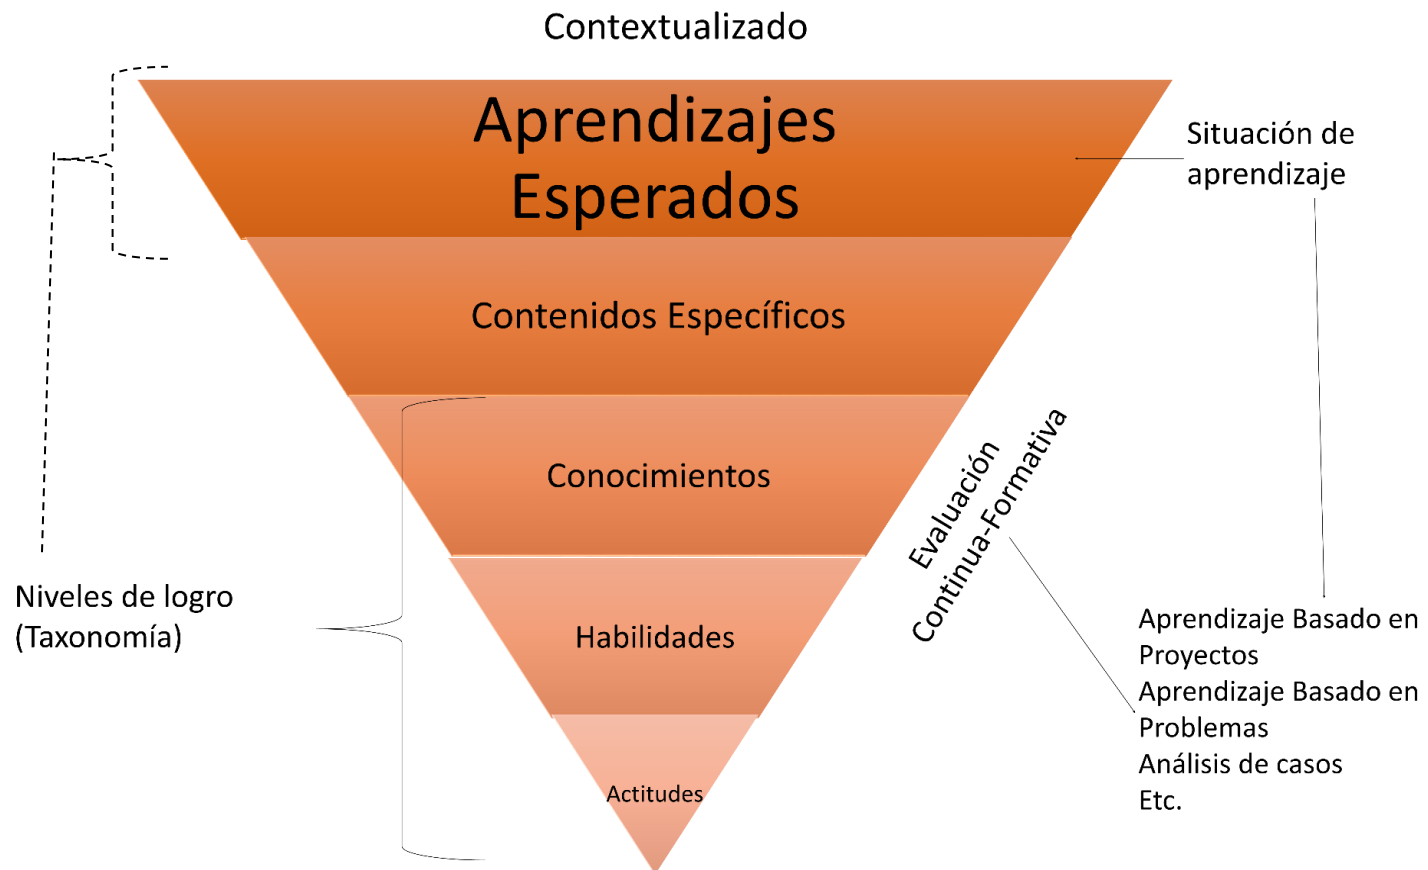 Contextualizado
Aprendizajes
Esperados
Situación de
aprendizaje
Contenidos Específicos
Conocimientos
Evaluación
Continua-Formativa
Niveles de logro
(Taxonomía)
Habilidades
Aprendizaje Basado en
Proyectos
Aprendizaje Basado en
Problemas
Análisis de casos
Etc.
Actitudes